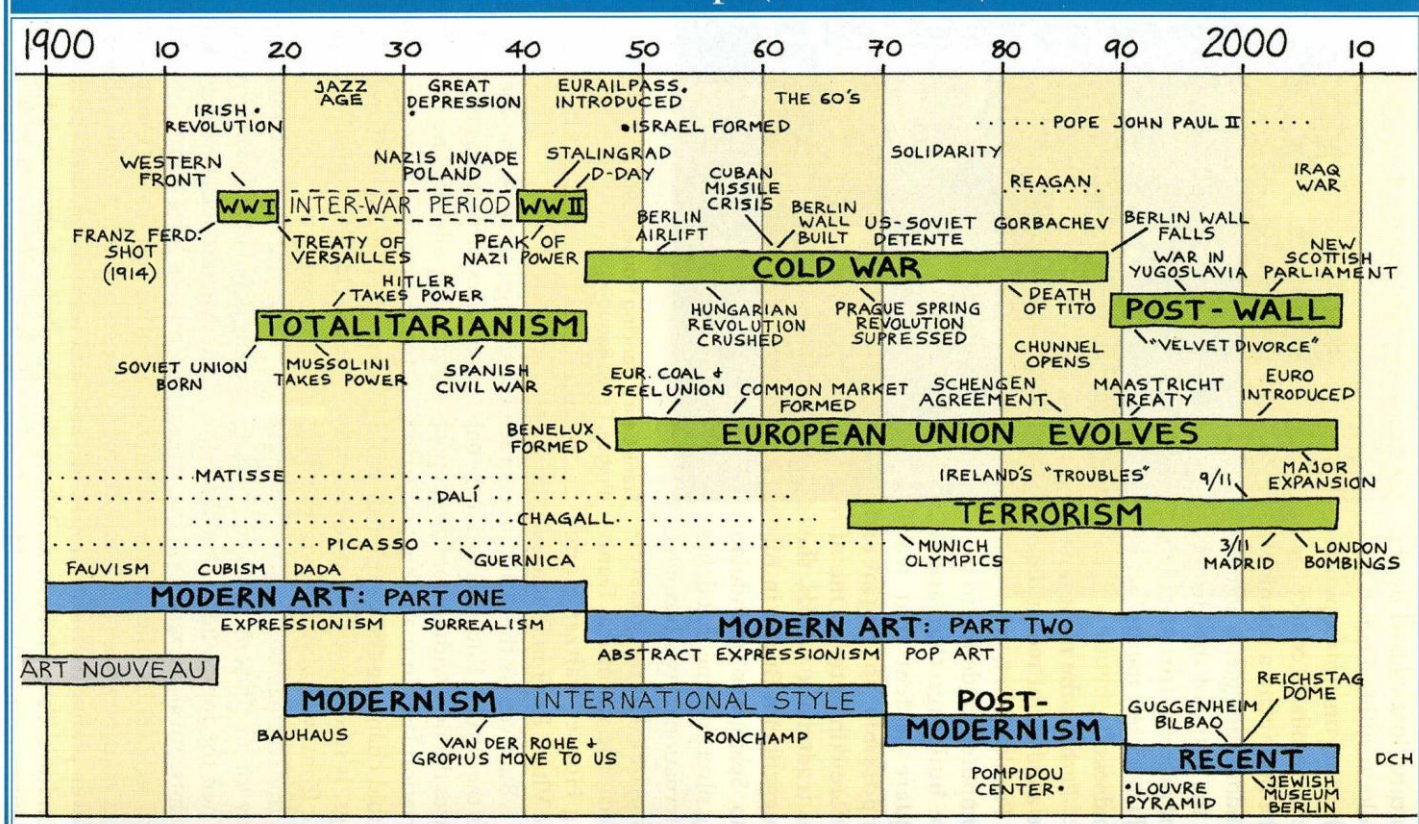 1900 10 20 30 40 50 60 70 80 90 2000 10
JAZZ
AGE
GREAT
DEPRESSION
EURAILPASS
INTRODUCED
THE 60'S
IRISH
REVOLUTION
ISRAEL FORMED
POPE JOHN PAUL II
WESTERN
FRONT
NAZIS INVADE
POLAND
STALINGRAD
D-DAY
CUBAN
MISSILE
CRISIS
SOLIDARITY
REAGAN
IRAQ
WAR
WWI
INTER-WAR PERIOD
WWII
FRANZ FERD.
SHOT
(1914)
TREATY OF
VERSAILLES
PEAK OF
NAZI POWER
BERLIN
AIRLIFT
BERLIN
WALL
BUILT
US-SOVIET
DETENTE
GORBACHEV
BERLIN WALL
FALLS
WAR IN
YUGOSLAVIA
NEW
SCOTTISH
PARLIAMENT
COLD WAR
HITLER
TAKES POWER
TOTALITARIANISM
HUNGARIAN
REVOLUTION
CRUSHED
PRAGUE SPRING
REVOLUTION
SUPRESSED
DEATH
OF TITO
POST-WALL
SOVIET UNION
BORN
MUSSOLINI
TAKES POWER
SPANISH
CIVIL WAR
CHUNNEL
OPENS
"VELVET DIVORCE"
EUR. COAL &
STEEL UNION
COMMON MARKET
FORMED
SCHENGEN
AGREEMENT
MAASTRICHT
TREATY
EURO
INTRODUCED
BENELUX
FORMED
EUROPEAN UNION EVOLVES
MAJOR
EXPANSION
MATISSE
DALÍ
CHAGALL
PICASSO
GUERNICA
IRELAND'S "TROUBLES"
9/11
TERRORISM
MUNICH
OLYMPICS
3/11
MADRID
LONDON
BOMBINGS
FAUVISM CUBISM DADA
MODERN ART: PART ONE
EXPRESSIONISM SURREALISM
MODERN ART: PART TWO
ABSTRACT EXPRESSIONISM POP ART
ART NOUVEAU
MODERNISM INTERNATIONAL STYLE
BAUHAUS
VAN DER ROHE +
GROPIUS MOVE TO US
RONCHAMP
POST-
MODERNISM
GUGGENHEIM
BILBAO
REICHSTAG
DOME
RECENT
POMPIDOU
CENTER
LOUVRE
PYRAMID
JEWISH
MUSEUM
BERLIN
DCH